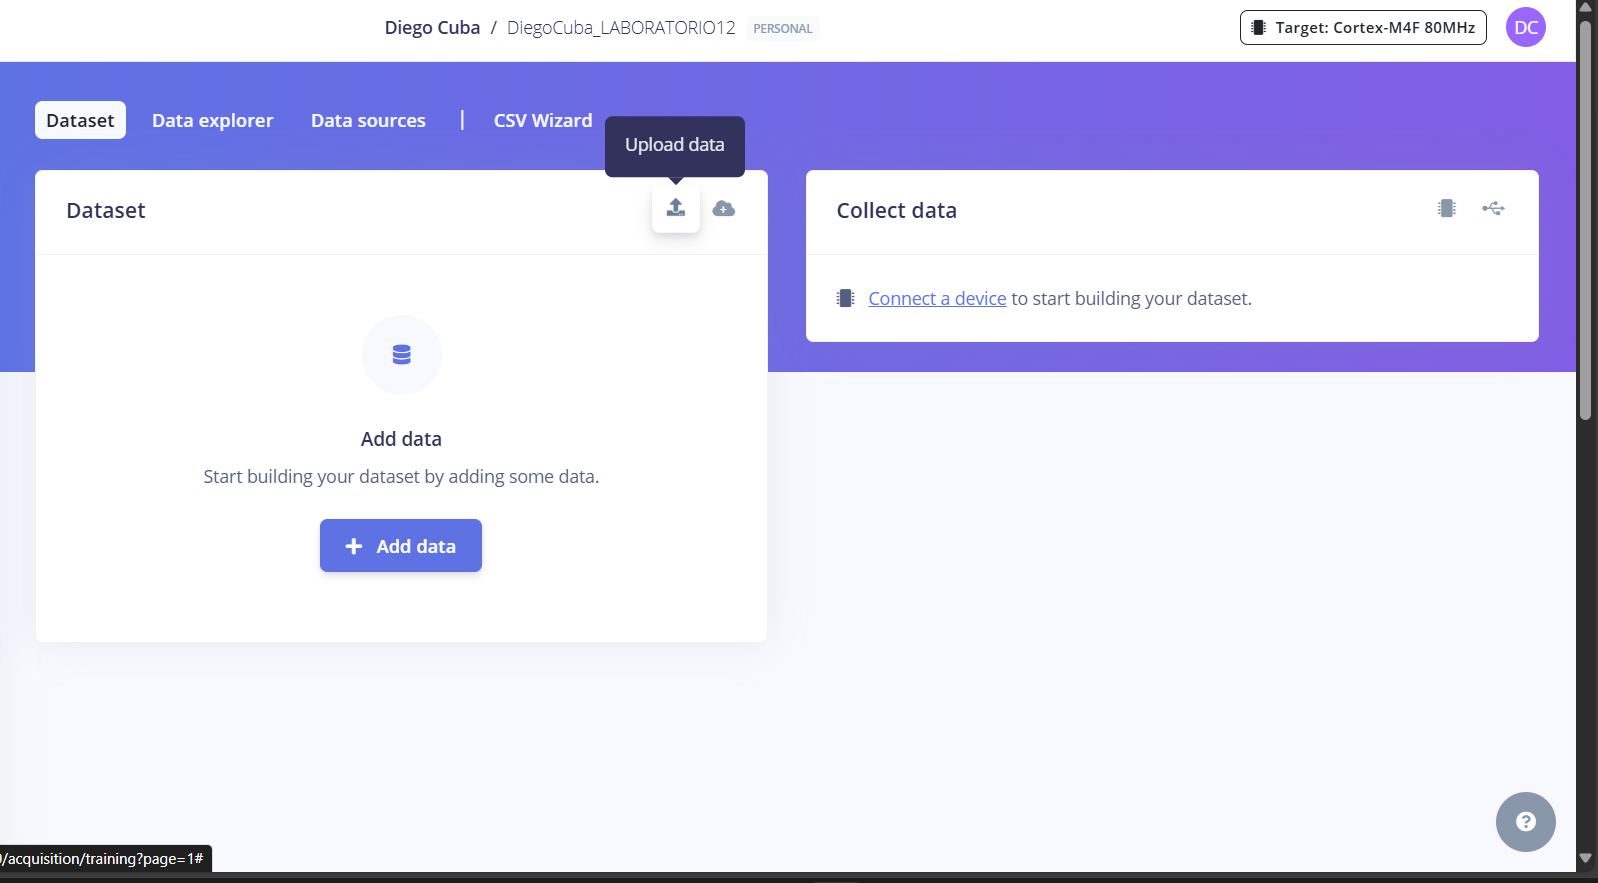 Diego Cuba / DiegoCuba_LABORATORIO12 PERSONAL
Target: Cortex-M4F 80MHz
DC
Dataset
Data explorer
Data sources
|
CSV Wizard
Upload data
Dataset
Add data
Start building your dataset by adding some data.
+ Add data
Collect data
Connect a device to start building your dataset.
?
/acquisition/training?page=1#